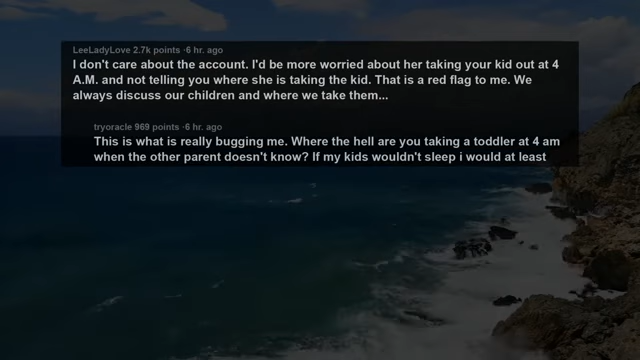 LeeLadyLove 2.7k points ·6 hr. ago
I don't care about the account. I'd be more worried about her taking your kid out at 4
A.M. and not telling you where she is taking the kid. That is a red flag to me. We
always discuss our children and where we take them...
tryoracle 969 points ·6 hr. ago
This is what is really bugging me. Where the hell are you taking a toddler at 4 am
when the other parent doesn't know? If my kids wouldn't sleep i would at least